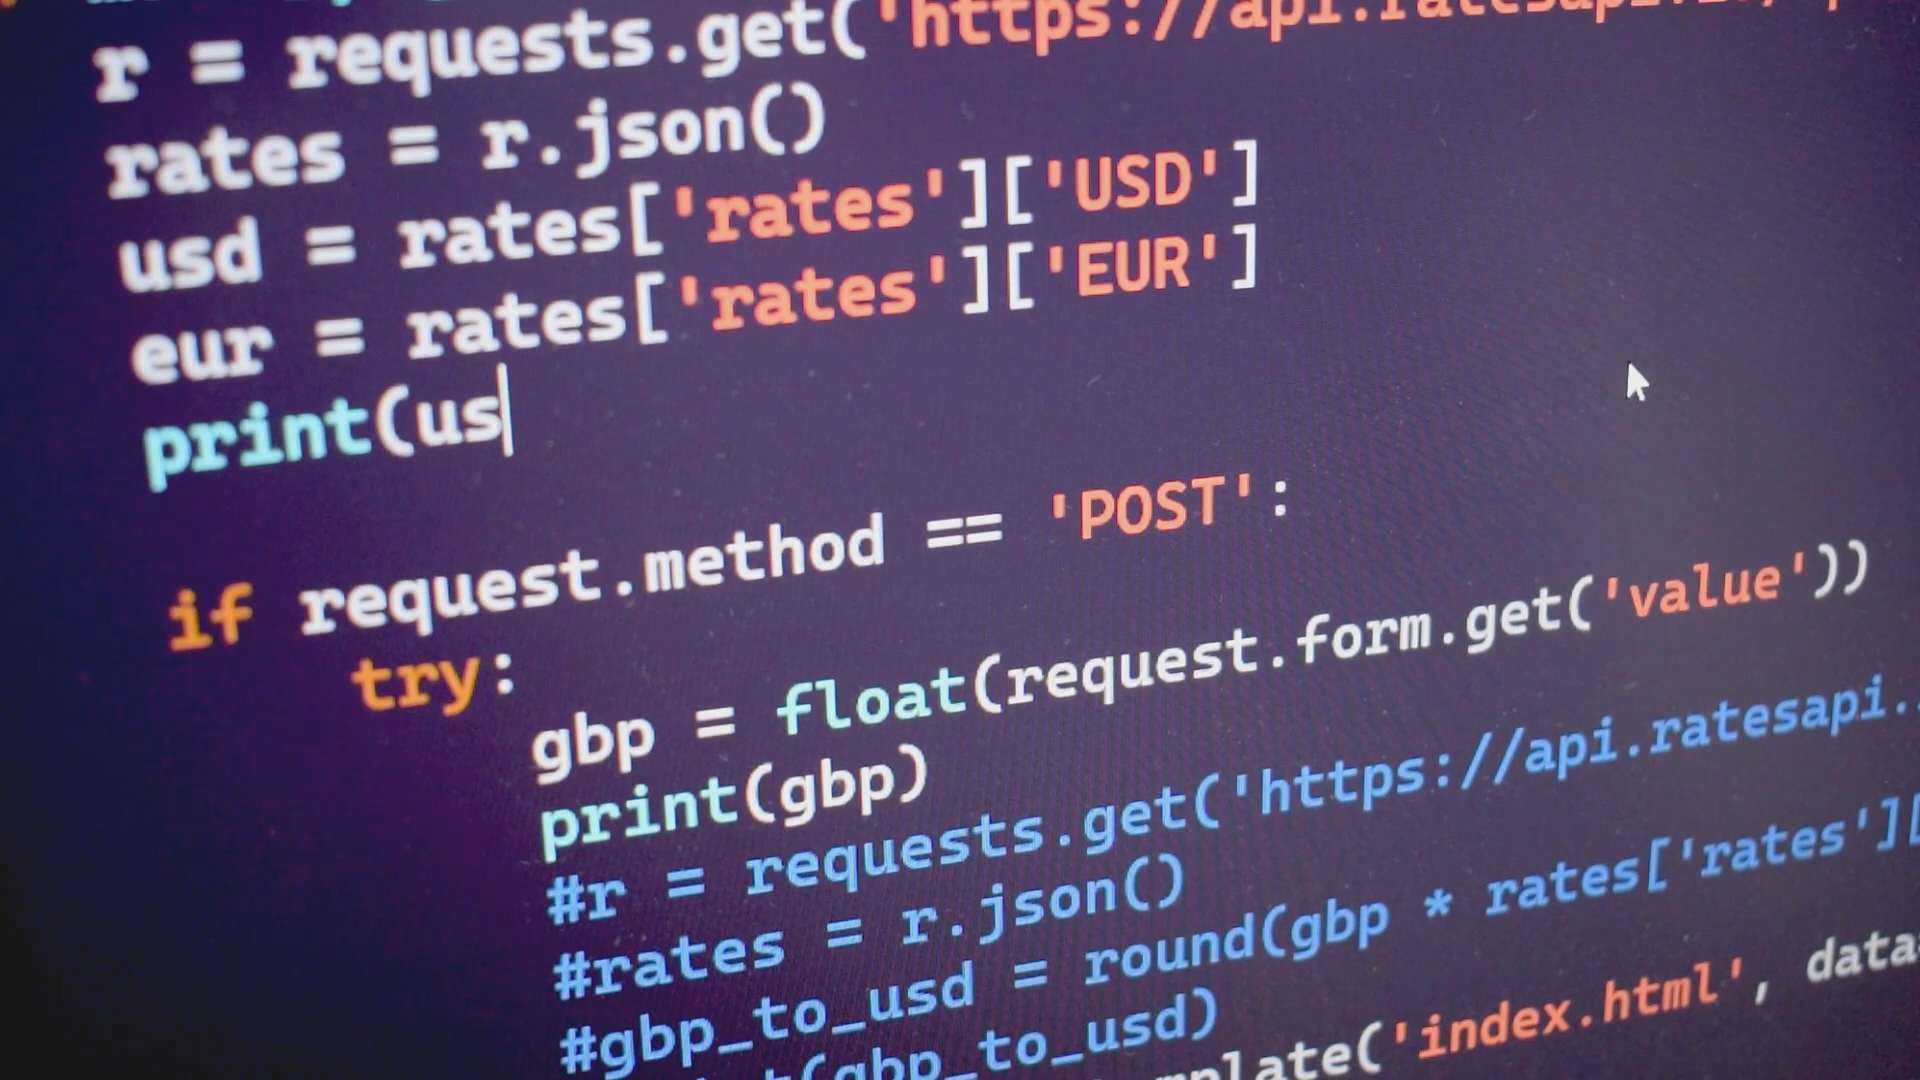 r = requests.get('https://api.ratesapi.
rates = r.json()
usd = rates['rates']['USD']
eur = rates['rates']['EUR']
print(us
if request.method == 'POST':
try:
gbp = float(request.form.get('value'))
print(gbp)
#r = requests.get('https://api.ratesapi.
#rates = r.json()
#gbp_to_usd = round(gbp * rates['rates'][
(gbp_to_usd)
plate('index.html', data